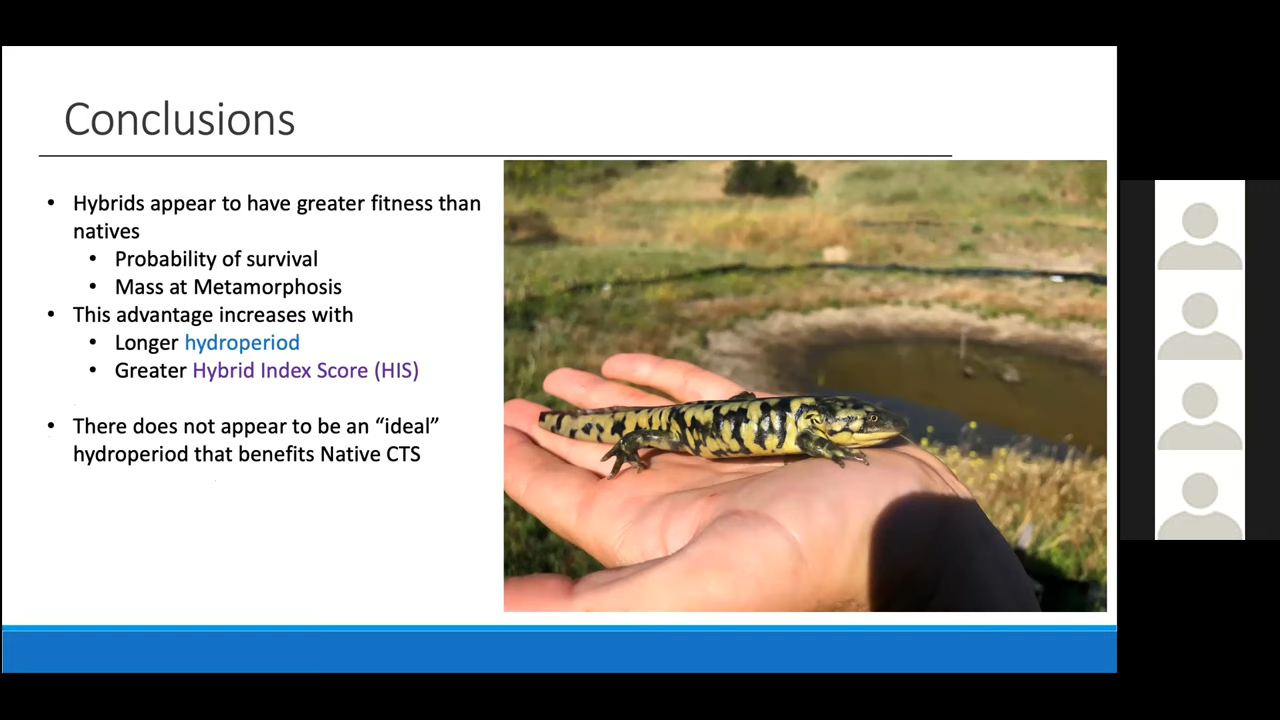 Conclusions
• Hybrids appear to have greater fitness than
natives
• Probability of survival
• Mass at Metamorphosis
• This advantage increases with
• Longer hydroperiod
• Greater Hybrid Index Score (HIS)
• There does not appear to be an “ideal”
hydroperiod that benefits Native CTS